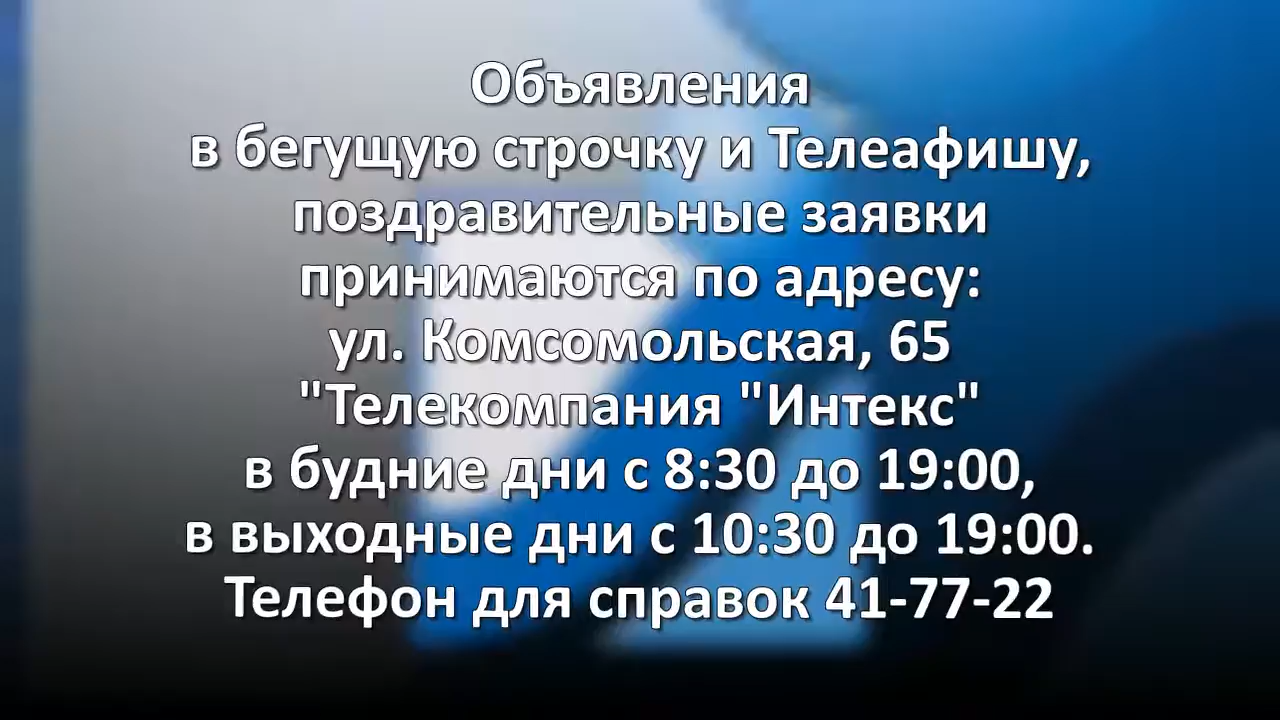 Объявления
в бегущую строчку и Телеафишу,
поздравительные заявки
принимаются по адресу:
ул. Комсомольская, 65
"Телекомпания "Интекс"
в будние дни с 8:30 до 19:00,
в выходные дни с 10:30 до 19:00.
Телефон для справок 41-77-22